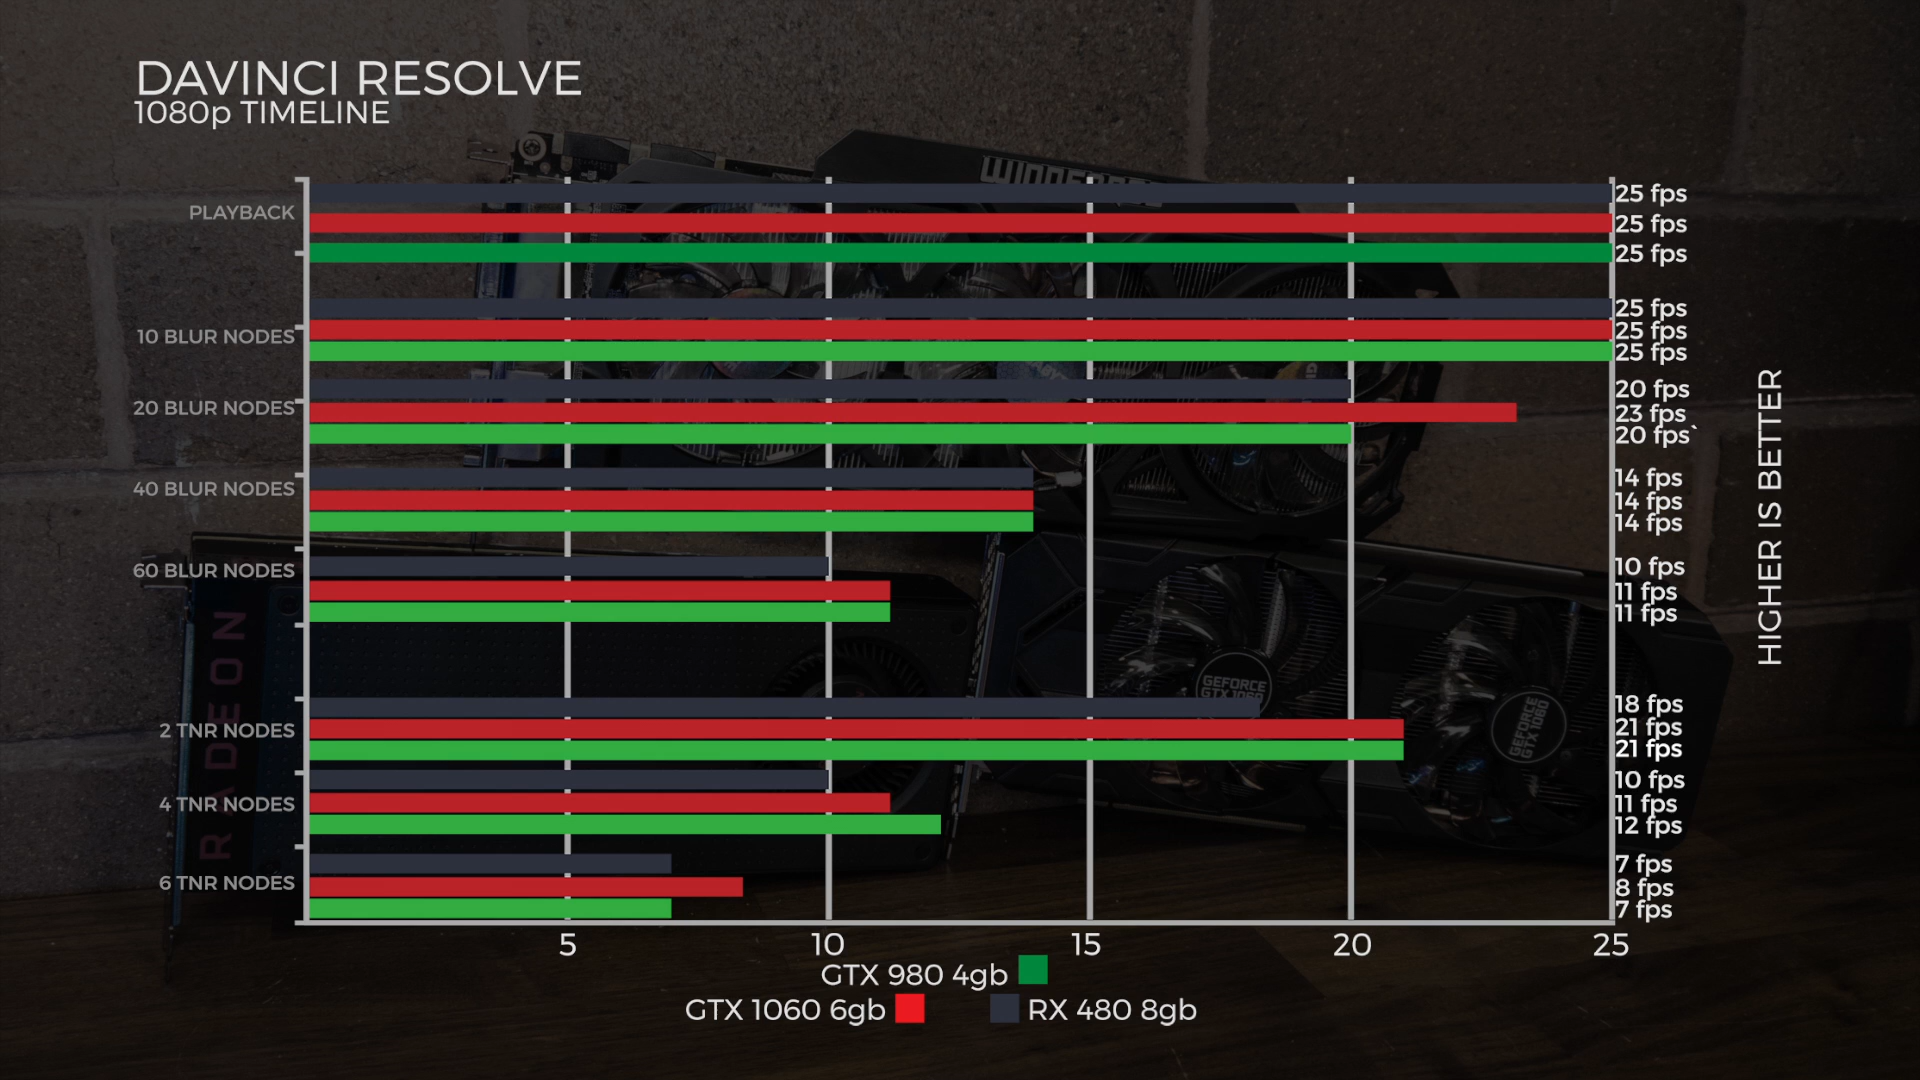 DAVINCI RESOLVE
1080p TIMELINE
PLAYBACK
25 fps
25 fps
25 fps
10 BLUR NODES
25 fps
25 fps
25 fps
20 BLUR NODES
20 fps
23 fps
20 fps`
40 BLUR NODES
14 fps
14 fps
14 fps
60 BLUR NODES
10 fps
11 fps
11 fps
2 TNR NODES
18 fps
21 fps
21 fps
4 TNR NODES
10 fps
11 fps
12 fps
6 TNR NODES
7 fps
8 fps
7 fps
HIGHER IS BETTER
5 10 15 20 25
GTX 980 4gb
GTX 1060 6gb RX 480 8gb
RADEON
GEFORCE
GTX 1060
GEFORCE
GTX 1060